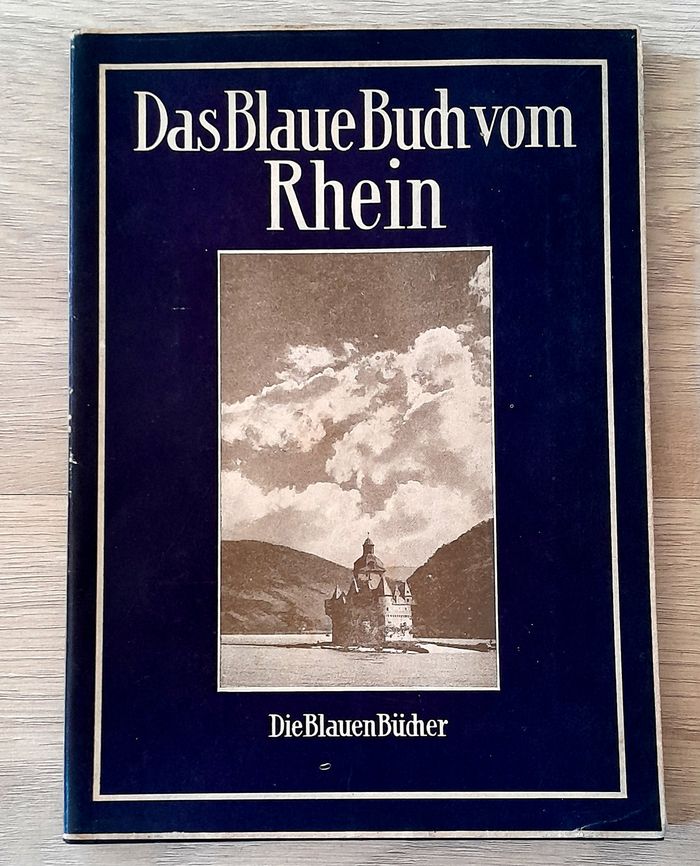 Das Blaue Buch vom
Rhein
Die Blauen Bücher